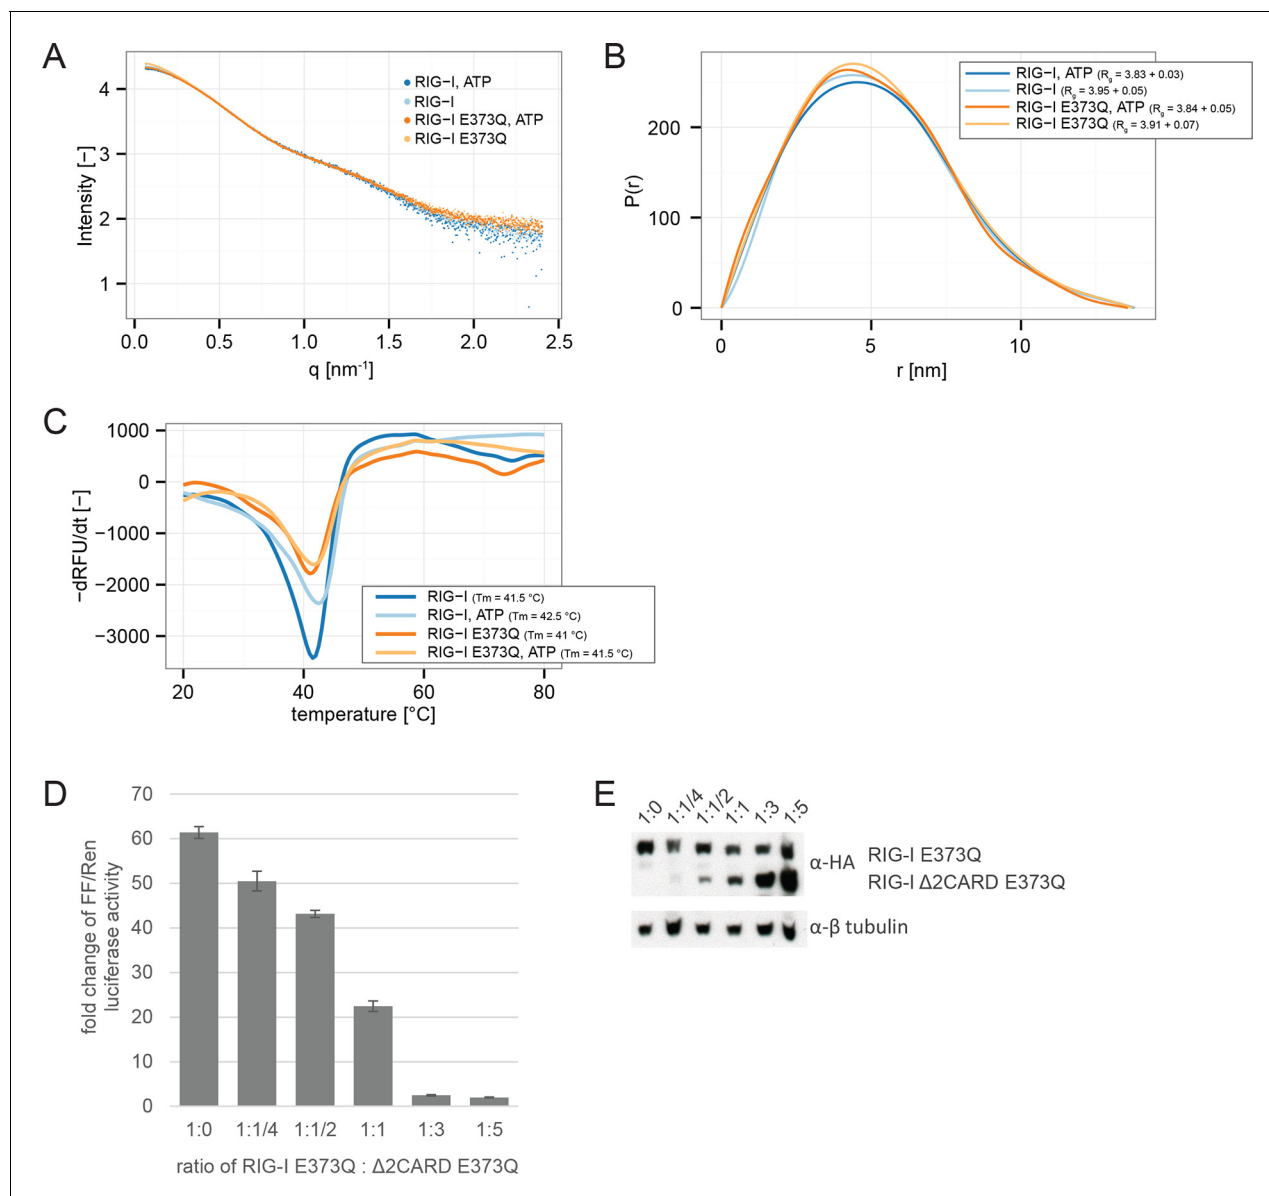 A
Intensity [−]
4
3
2
1
0.0 0.5 1.0 1.5 2.0 2.5
q [nm⁻¹]
RIG−I, ATP
RIG−I
RIG−I E373Q, ATP
RIG−I E373Q
B
P(r)
200
100
0
0 5 10
r [nm]
RIG−I, ATP (Rg = 3.83 + 0.03)
RIG−I (Rg = 3.95 + 0.05)
RIG−I E373Q, ATP (Rg = 3.84 + 0.05)
RIG−I E373Q (Rg = 3.91 + 0.07)
C
−dRFU/dt [−]
1000
0
−1000
−2000
−3000
20 40 60 80
temperature [°C]
RIG−I (Tm = 41.5 °C)
RIG−I, ATP (Tm = 42.5 °C)
RIG−I E373Q (Tm = 41 °C)
RIG−I E373Q, ATP (Tm = 41.5 °C)
D
fold change of FF/Ren
luciferase activity
70
60
50
40
30
20
10
0
1:0 1:1/4 1:1/2 1:1 1:3 1:5
ratio of RIG-I E373Q : Δ2CARD E373Q
E
1:0 1:1/4 1:1/2 1:1 1:3 1:5
α-HA
RIG-I E373Q
RIG-I Δ2CARD E373Q
α-β tubulin